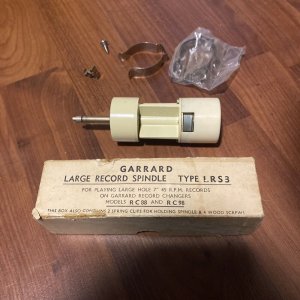 GARRARD
LARGE RECORD SPINDLE TYPE LRS3
FOR PLAYING LARGE HOLE 7" 45 R.P.M. RECORDS
ON GARRARD RECORD CHANGERS
MODELS RC88 AND RC98
THIS BOX ALSO CONTAINS 2 SPRING CLIPS FOR HOLDING SPINDLE & 4 WOOD SCREWS